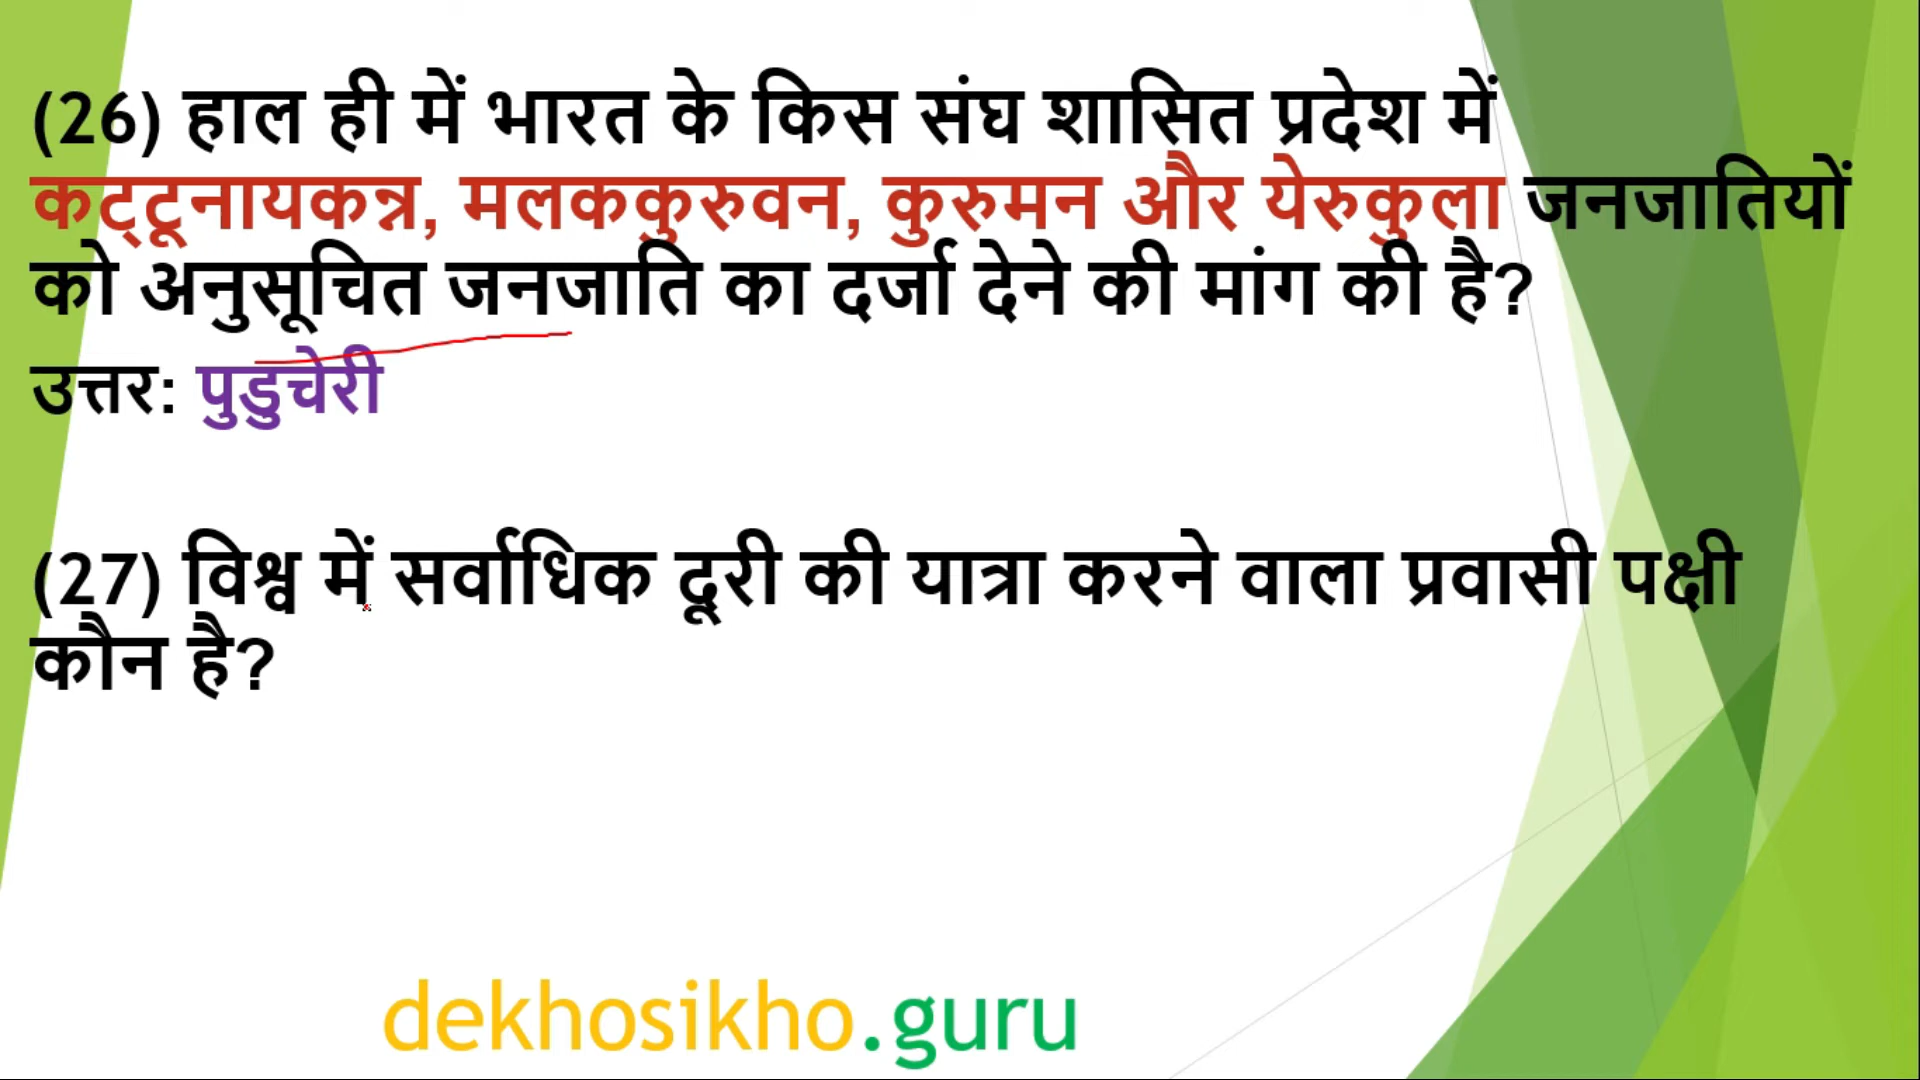 (26) हाल ही में भारत के किस संघ शासित प्रदेश में
कट्टूनायकन्न, मलककुरुवन, कुरुमन और येरुकुला जनजातियों
को अनुसूचित जनजाति का दर्जा देने की मांग की है?
उत्तर: पुडुचेरी
(27) विश्व में सर्वाधिक दूरी की यात्रा करने वाला प्रवासी पक्षी
कौन है?
dekhosikho.guru